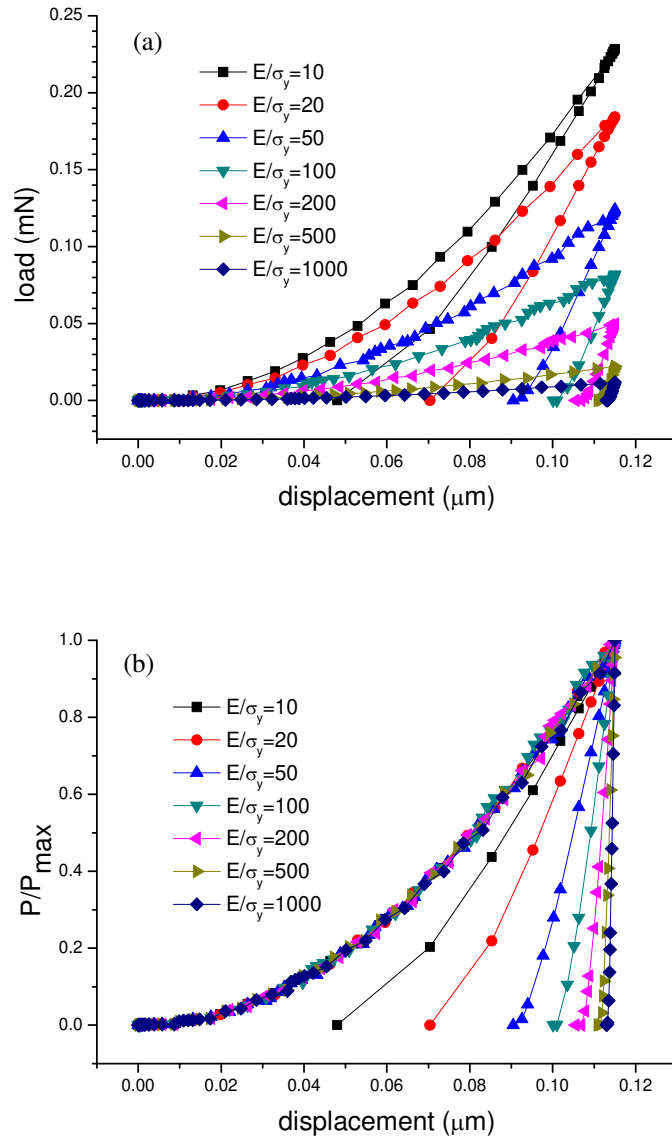 (a)
E/σy=10
E/σy=20
E/σy=50
E/σy=100
E/σy=200
E/σy=500
E/σy=1000
load (mN)
0.25
0.20
0.15
0.10
0.05
0.00
0.00 0.02 0.04 0.06 0.08 0.10 0.12
displacement (μm)
(b)
E/σy=10
E/σy=20
E/σy=50
E/σy=100
E/σy=200
E/σy=500
E/σy=1000
P/Pmax
1.0
0.8
0.6
0.4
0.2
0.0
0.00 0.02 0.04 0.06 0.08 0.10 0.12
displacement (μm)